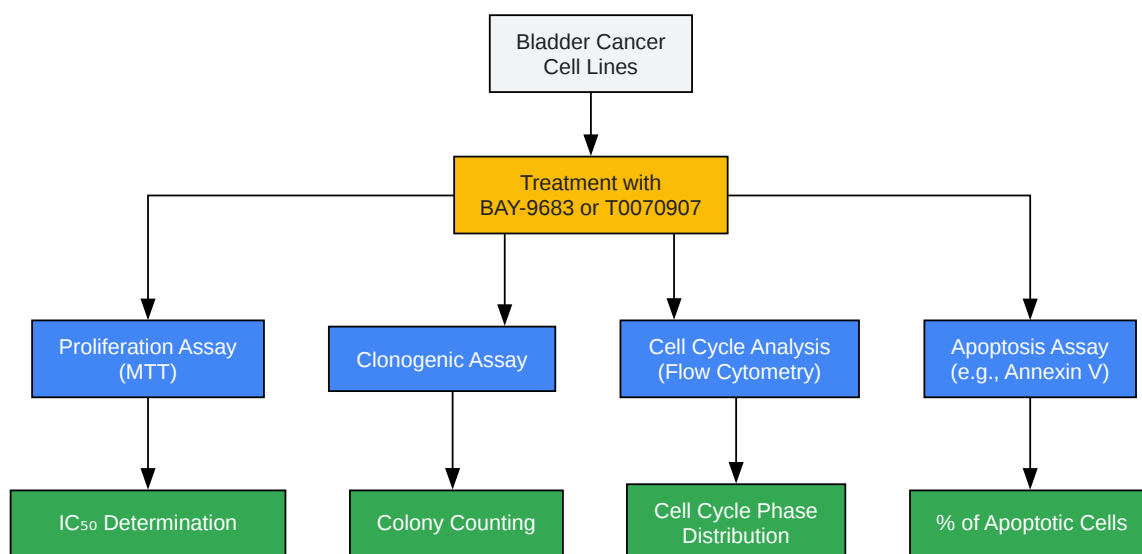 Bladder Cancer
Cell Lines
Treatment with
BAY-9683 or T0070907
Proliferation Assay
(MTT)
Clonogenic Assay
Cell Cycle Analysis
(Flow Cytometry)
Apoptosis Assay
(e.g., Annexin V)
IC₅₀ Determination
Colony Counting
Cell Cycle Phase
Distribution
% of Apoptotic Cells